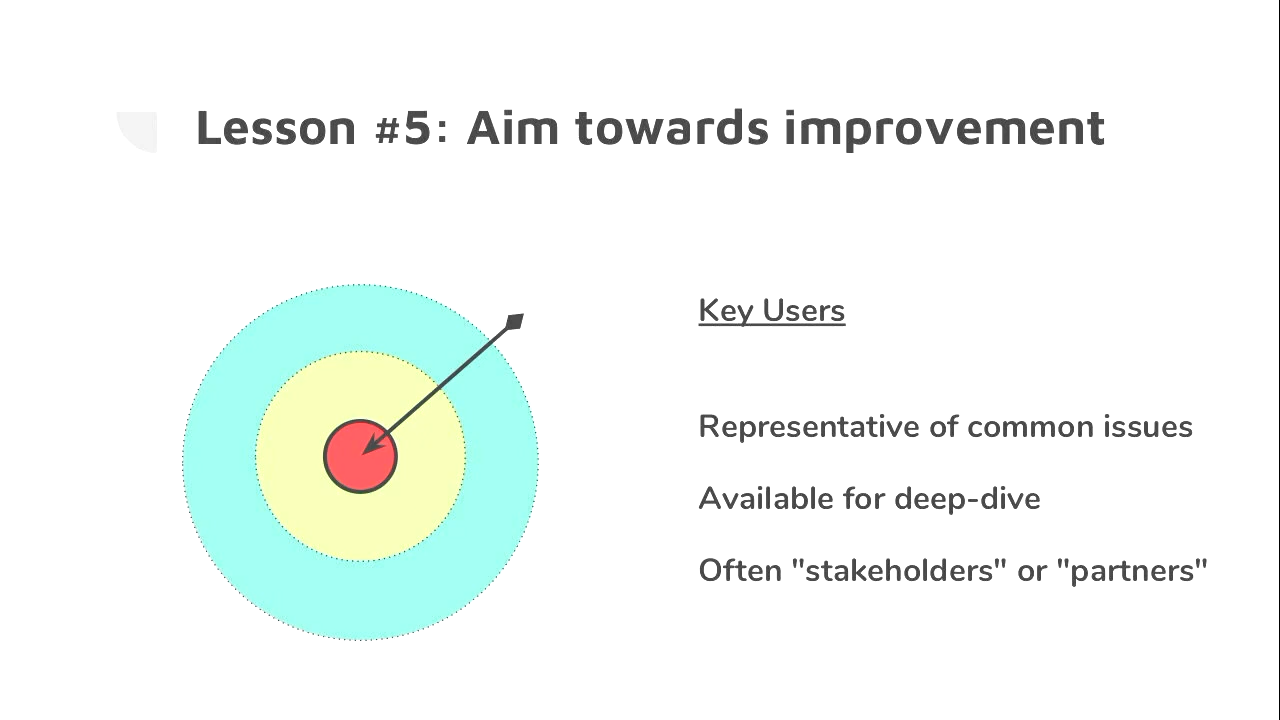 Lesson #5: Aim towards improvement
Key Users
Representative of common issues
Available for deep-dive
Often "stakeholders" or "partners"